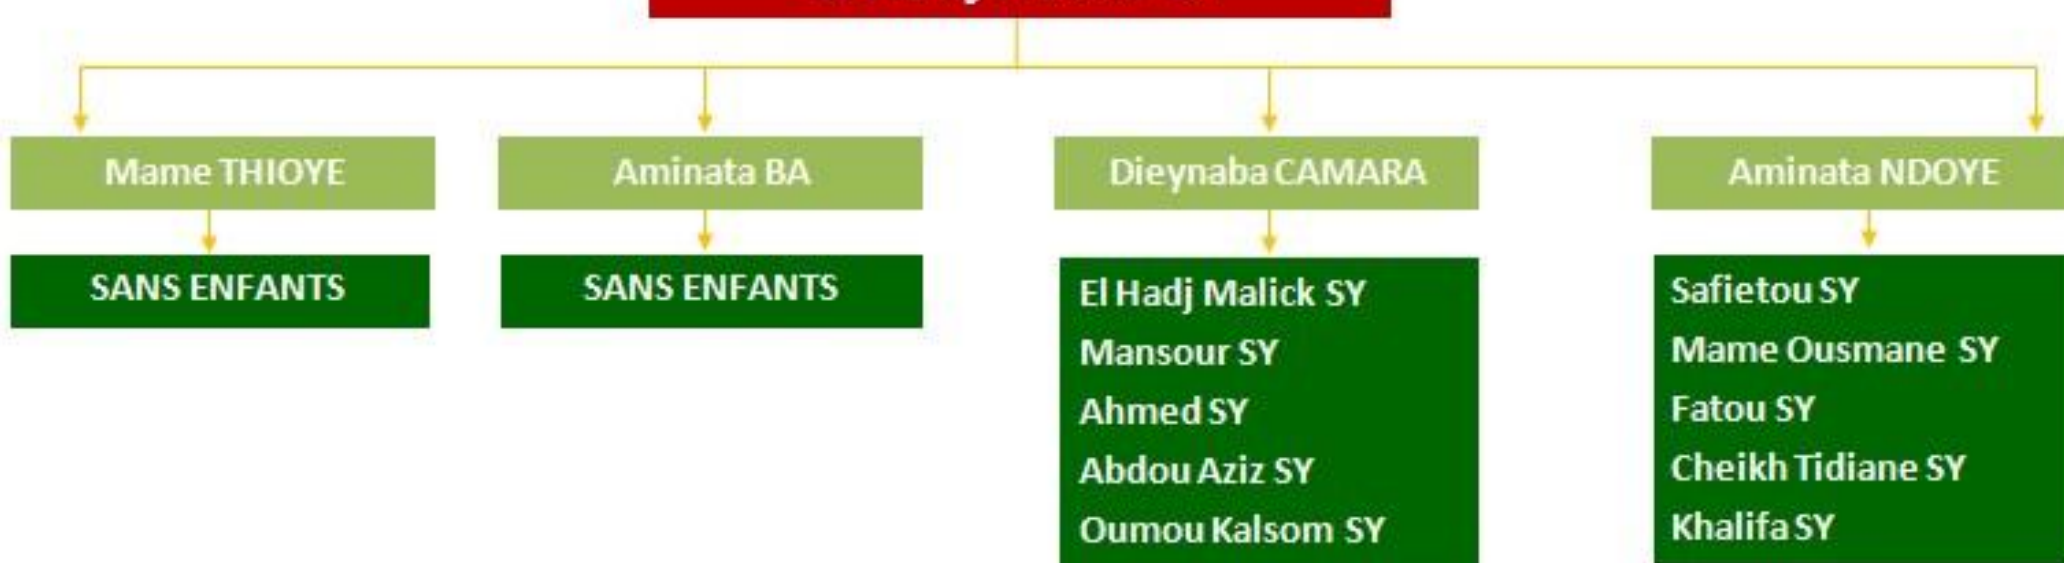 Mame THIOYE
Aminata BA
Dieynaba CAMARA
Aminata NDOYE
SANS ENFANTS
SANS ENFANTS
El Hadj Malick SY
Mansour SY
Ahmed SY
Abdou Aziz SY
Oumou Kalsom SY
Safietou SY
Mame Ousmane SY
Fatou SY
Cheikh Tidiane SY
Khalifa SY